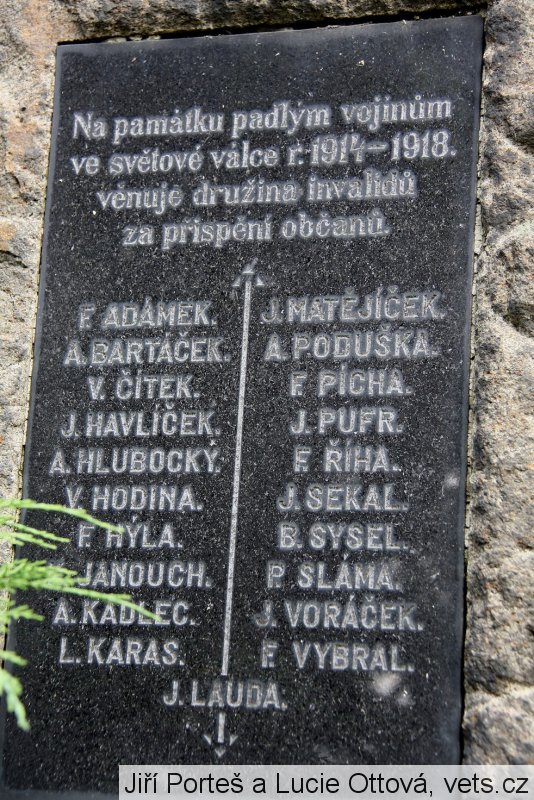 Na památku padlým vojínům
ve světové válce r. 1914–1918.
věnuje družina invalidů
za přispění občanů.
F. ADÁMEK.
A. BARTÁČEK.
V. ČÍTEK.
J. HAVLÍČEK.
A. HLUBOCKÝ.
V. HODINA.
F. HÝLA.
JANOUCH.
A. KADLEC.
L. KARAS.
J. MATĚJÍČEK.
A. PODUŠKA.
F. PÍCHA.
J. PUFR.
F. ŘÍHA.
J. SEKAL.
B. SYSEL.
P. SLÁMA.
J. VORÁČEK.
F. VYBRAL.
J. LAUDA.
Jiří Porteš a Lucie Ottová, vets.cz